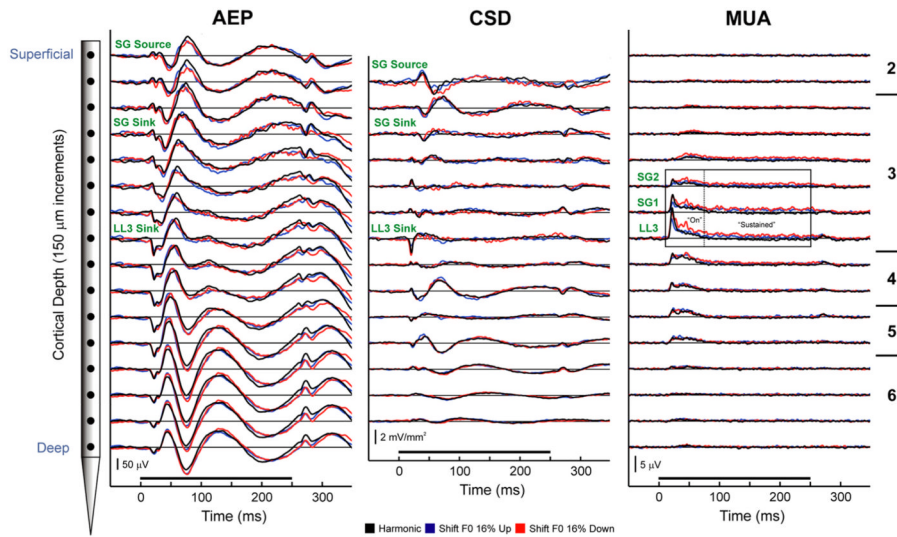 AEP
CSD
MUA
Superficial
Cortical Depth (150 μm increments)
Deep
SG Source
SG Sink
LL3 Sink
50 μV
0 100 200 300
Time (ms)
SG Source
SG Sink
LL3 Sink
2 mV/mm²
0 100 200 300
Time (ms)
SG2
SG1
LL3
"On"
"Sustained"
5 μV
0 100 200 300
Time (ms)
2
3
4
5
6
Harmonic Shift F0 16% Up Shift F0 16% Down